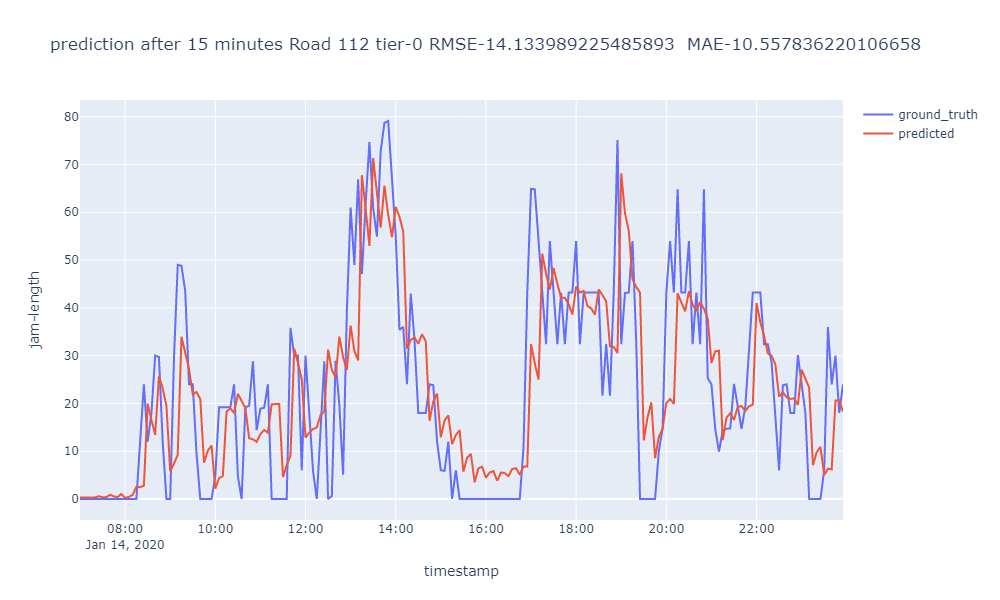 prediction after 15 minutes Road 112 tier-0 RMSE-14.133989225485893 MAE-10.557836220106658
ground_truth
predicted
80
70
60
50
40
30
20
10
0
jam-length
08:00 10:00 12:00 14:00 16:00 18:00 20:00 22:00
Jan 14, 2020
timestamp